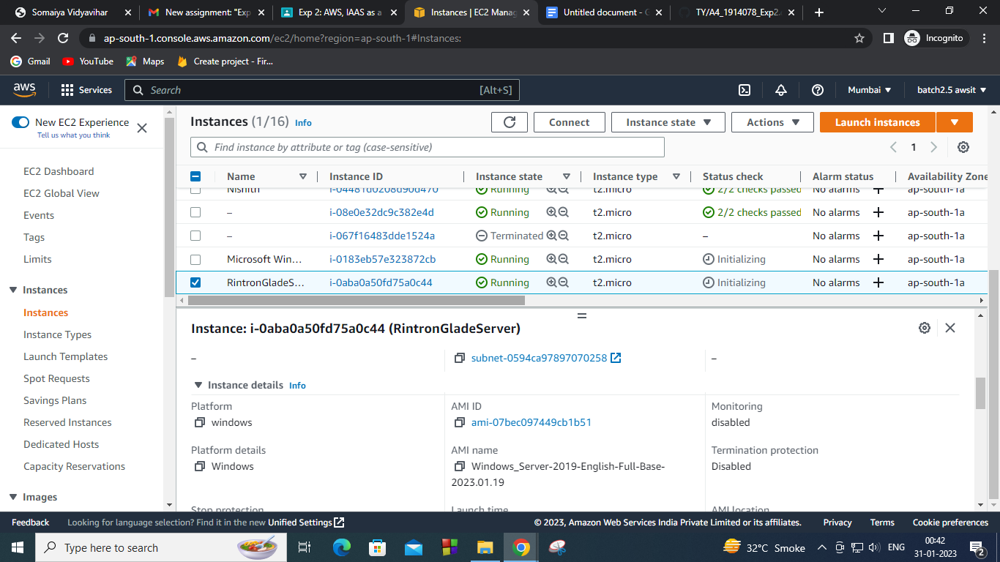 Somaiya Vidyavihar
New assignment: "Exp
Exp 2: AWS, IAAS as a
Instances | EC2 Manag
Untitled document - G
TY/A4_1914078_Exp2.
ap-south-1.console.aws.amazon.com/ec2/home?region=ap-south-1#Instances:
Incognito
Gmail YouTube Maps Create project - Fir...
aws Services Search [Alt+S] Mumbai batch2.5 awsit
New EC2 Experience
Tell us what you think
EC2 Dashboard
EC2 Global View
Events
Tags
Limits
Instances
Instances
Instance Types
Launch Templates
Spot Requests
Savings Plans
Reserved Instances
Dedicated Hosts
Capacity Reservations
Images
Instances (1/16) Info
Connect Instance state Actions Launch instances
Find instance by attribute or tag (case-sensitive) 1
Name Instance ID Instance state Instance type Status check Alarm status Availability Zone
Nishith i-04481d0208d90d470 Running t2.micro 2/2 checks passed No alarms ap-south-1a
– i-08e0e32dc9c382e4d Running t2.micro 2/2 checks passed No alarms ap-south-1a
– i-067f16483dde1524a Terminated t2.micro – No alarms ap-south-1a
Microsoft Win... i-0183eb57e323872cb Running t2.micro Initializing No alarms ap-south-1a
RintronGladeS... i-0aba0a50fd75a0c44 Running t2.micro Initializing No alarms ap-south-1a
Instance: i-0aba0a50fd75a0c44 (RintronGladeServer)
– subnet-0594ca97897070258 –
Instance details Info
Platform
windows
AMI ID
ami-07bec097449cb1b51
Monitoring
disabled
Platform details
Windows
AMI name
Windows_Server-2019-English-Full-Base-
2023.01.19
Termination protection
Disabled
Stop protection Launch time AMI location
Feedback Looking for language selection? Find it in the new Unified Settings © 2023, Amazon Web Services India Private Limited or its affiliates. Privacy Terms Cookie preferences
Type here to search 32°C Smoke ENG 00:42
31-01-2023 2